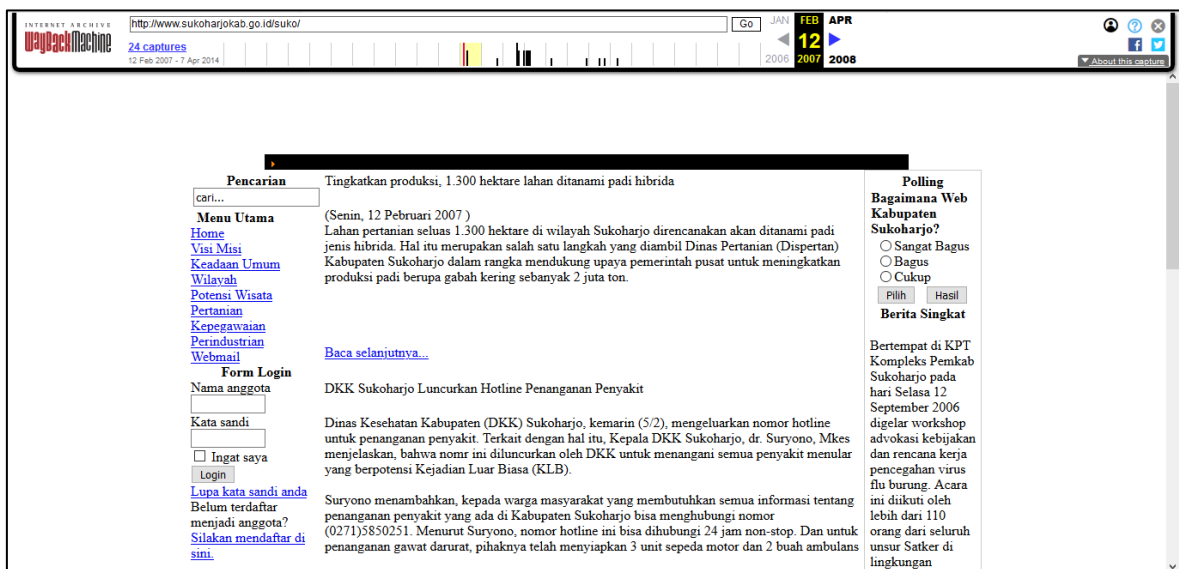 INTERNET ARCHIVE
WayBackMachine
http://www.sukoharjokab.go.id/suko/
Go
24 captures
12 Feb 2007 - 7 Apr 2014
JAN FEB APR
12
2006 2007 2008
About this capture
Pencarian
cari...
Menu Utama
Home
Visi Misi
Keadaan Umum
Wilayah
Potensi Wisata
Pertanian
Kepegawaian
Perindustrian
Webmail
Form Login
Nama anggota
Kata sandi
Ingat saya
Login
Lupa kata sandi anda
Belum terdaftar
menjadi anggota?
Silakan mendaftar di
sini.
Tingkatkan produksi, 1.300 hektare lahan ditanami padi hibrida
(Senin, 12 Pebruari 2007 )
Lahan pertanian seluas 1.300 hektare di wilayah Sukoharjo direncanakan akan ditanami padi
jenis hibrida. Hal itu merupakan salah satu langkah yang diambil Dinas Pertanian (Dispertan)
Kabupaten Sukoharjo dalam rangka mendukung upaya pemerintah pusat untuk meningkatkan
produksi padi berupa gabah kering sebanyak 2 juta ton.
Baca selanjutnya...
DKK Sukoharjo Luncurkan Hotline Penanganan Penyakit
Dinas Kesehatan Kabupaten (DKK) Sukoharjo, kemarin (5/2), mengeluarkan nomor hotline
untuk penanganan penyakit. Terkait dengan hal itu, Kepala DKK Sukoharjo, dr. Suryono, Mkes
menjelaskan, bahwa nomr ini diluncurkan oleh DKK untuk menangani semua penyakit menular
yang berpotensi Kejadian Luar Biasa (KLB).
Suryono menambahkan, kepada warga masyarakat yang membutuhkan semua informasi tentang
penanganan penyakit yang ada di Kabupaten Sukoharjo bisa menghubungi nomor
(0271)5850251. Menurut Suryono, nomor hotline ini bisa dihubungi 24 jam non-stop. Dan untuk
penanganan gawat darurat, pihaknya telah menyiapkan 3 unit sepeda motor dan 2 buah ambulans
Polling
Bagaimana Web
Kabupaten
Sukoharjo?
Sangat Bagus
Bagus
Cukup
Pilih Hasil
Berita Singkat
Bertempat di KPT
Kompleks Pemkab
Sukoharjo pada
hari Selasa 12
September 2006
digelar workshop
advokasi kebijakan
dan rencana kerja
pencegahan virus
flu burung. Acara
ini diikuti oleh
lebih dari 110
orang dari seluruh
unsur Satker di
lingkungan